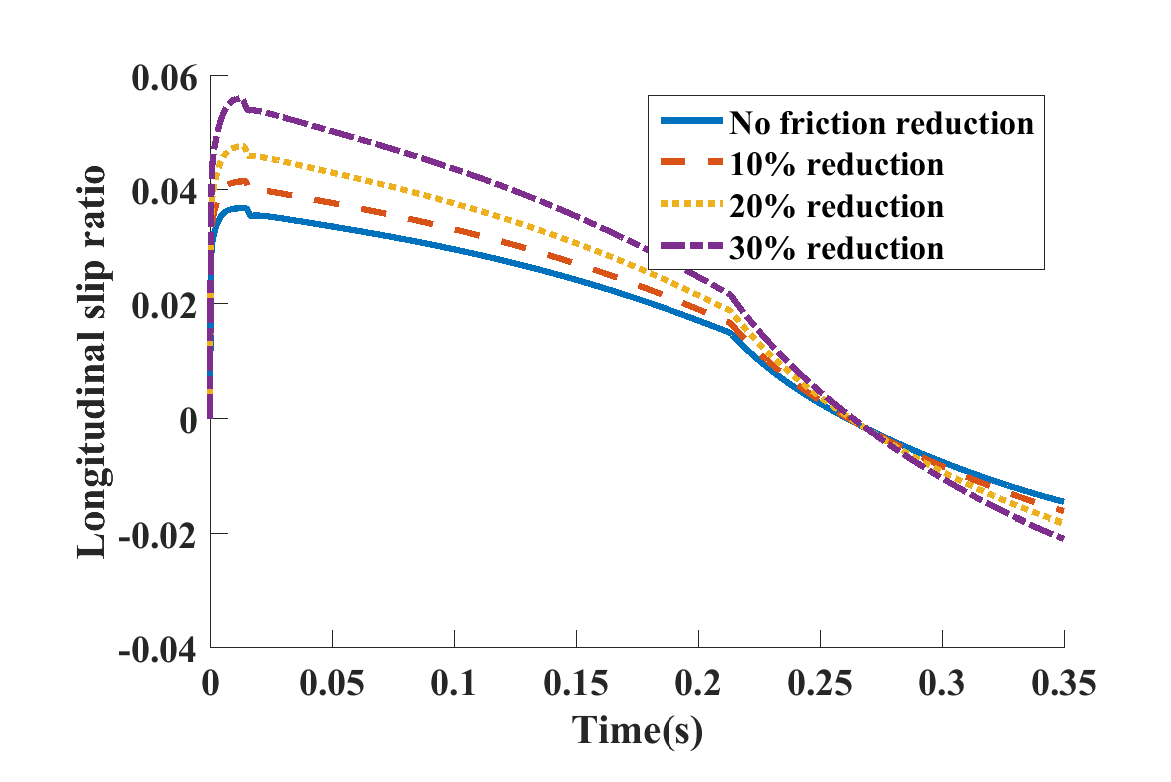 0.06
0.04
0.02
0
-0.02
-0.04
Longitudinal slip ratio
No friction reduction
10% reduction
20% reduction
30% reduction
0 0.05 0.1 0.15 0.2 0.25 0.3 0.35
Time(s)